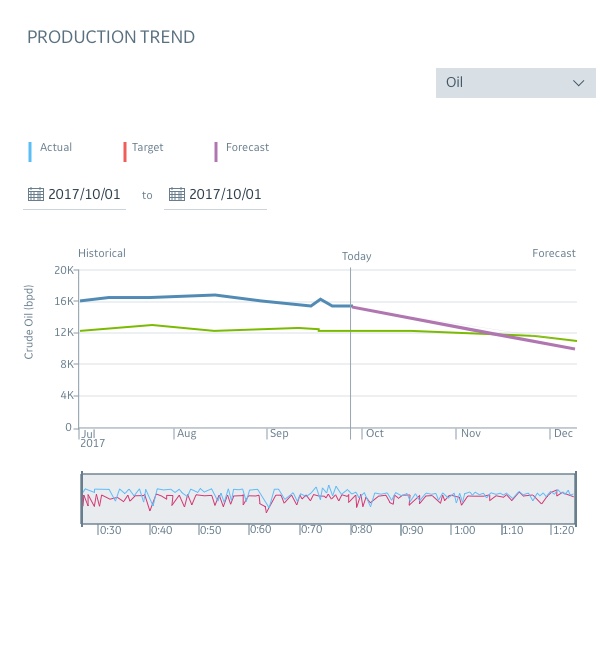 PRODUCTION TREND
Oil
Actual Target Forecast
2017/10/01 to 2017/10/01
Historical Today Forecast
Crude Oil (bpd)
20K
16K
12K
8K
4K
0
Jul Aug Sep Oct Nov Dec
2017
0:30 0:40 0:50 0:60 0:70 0:80 0:90 1:00 1:10 1:20